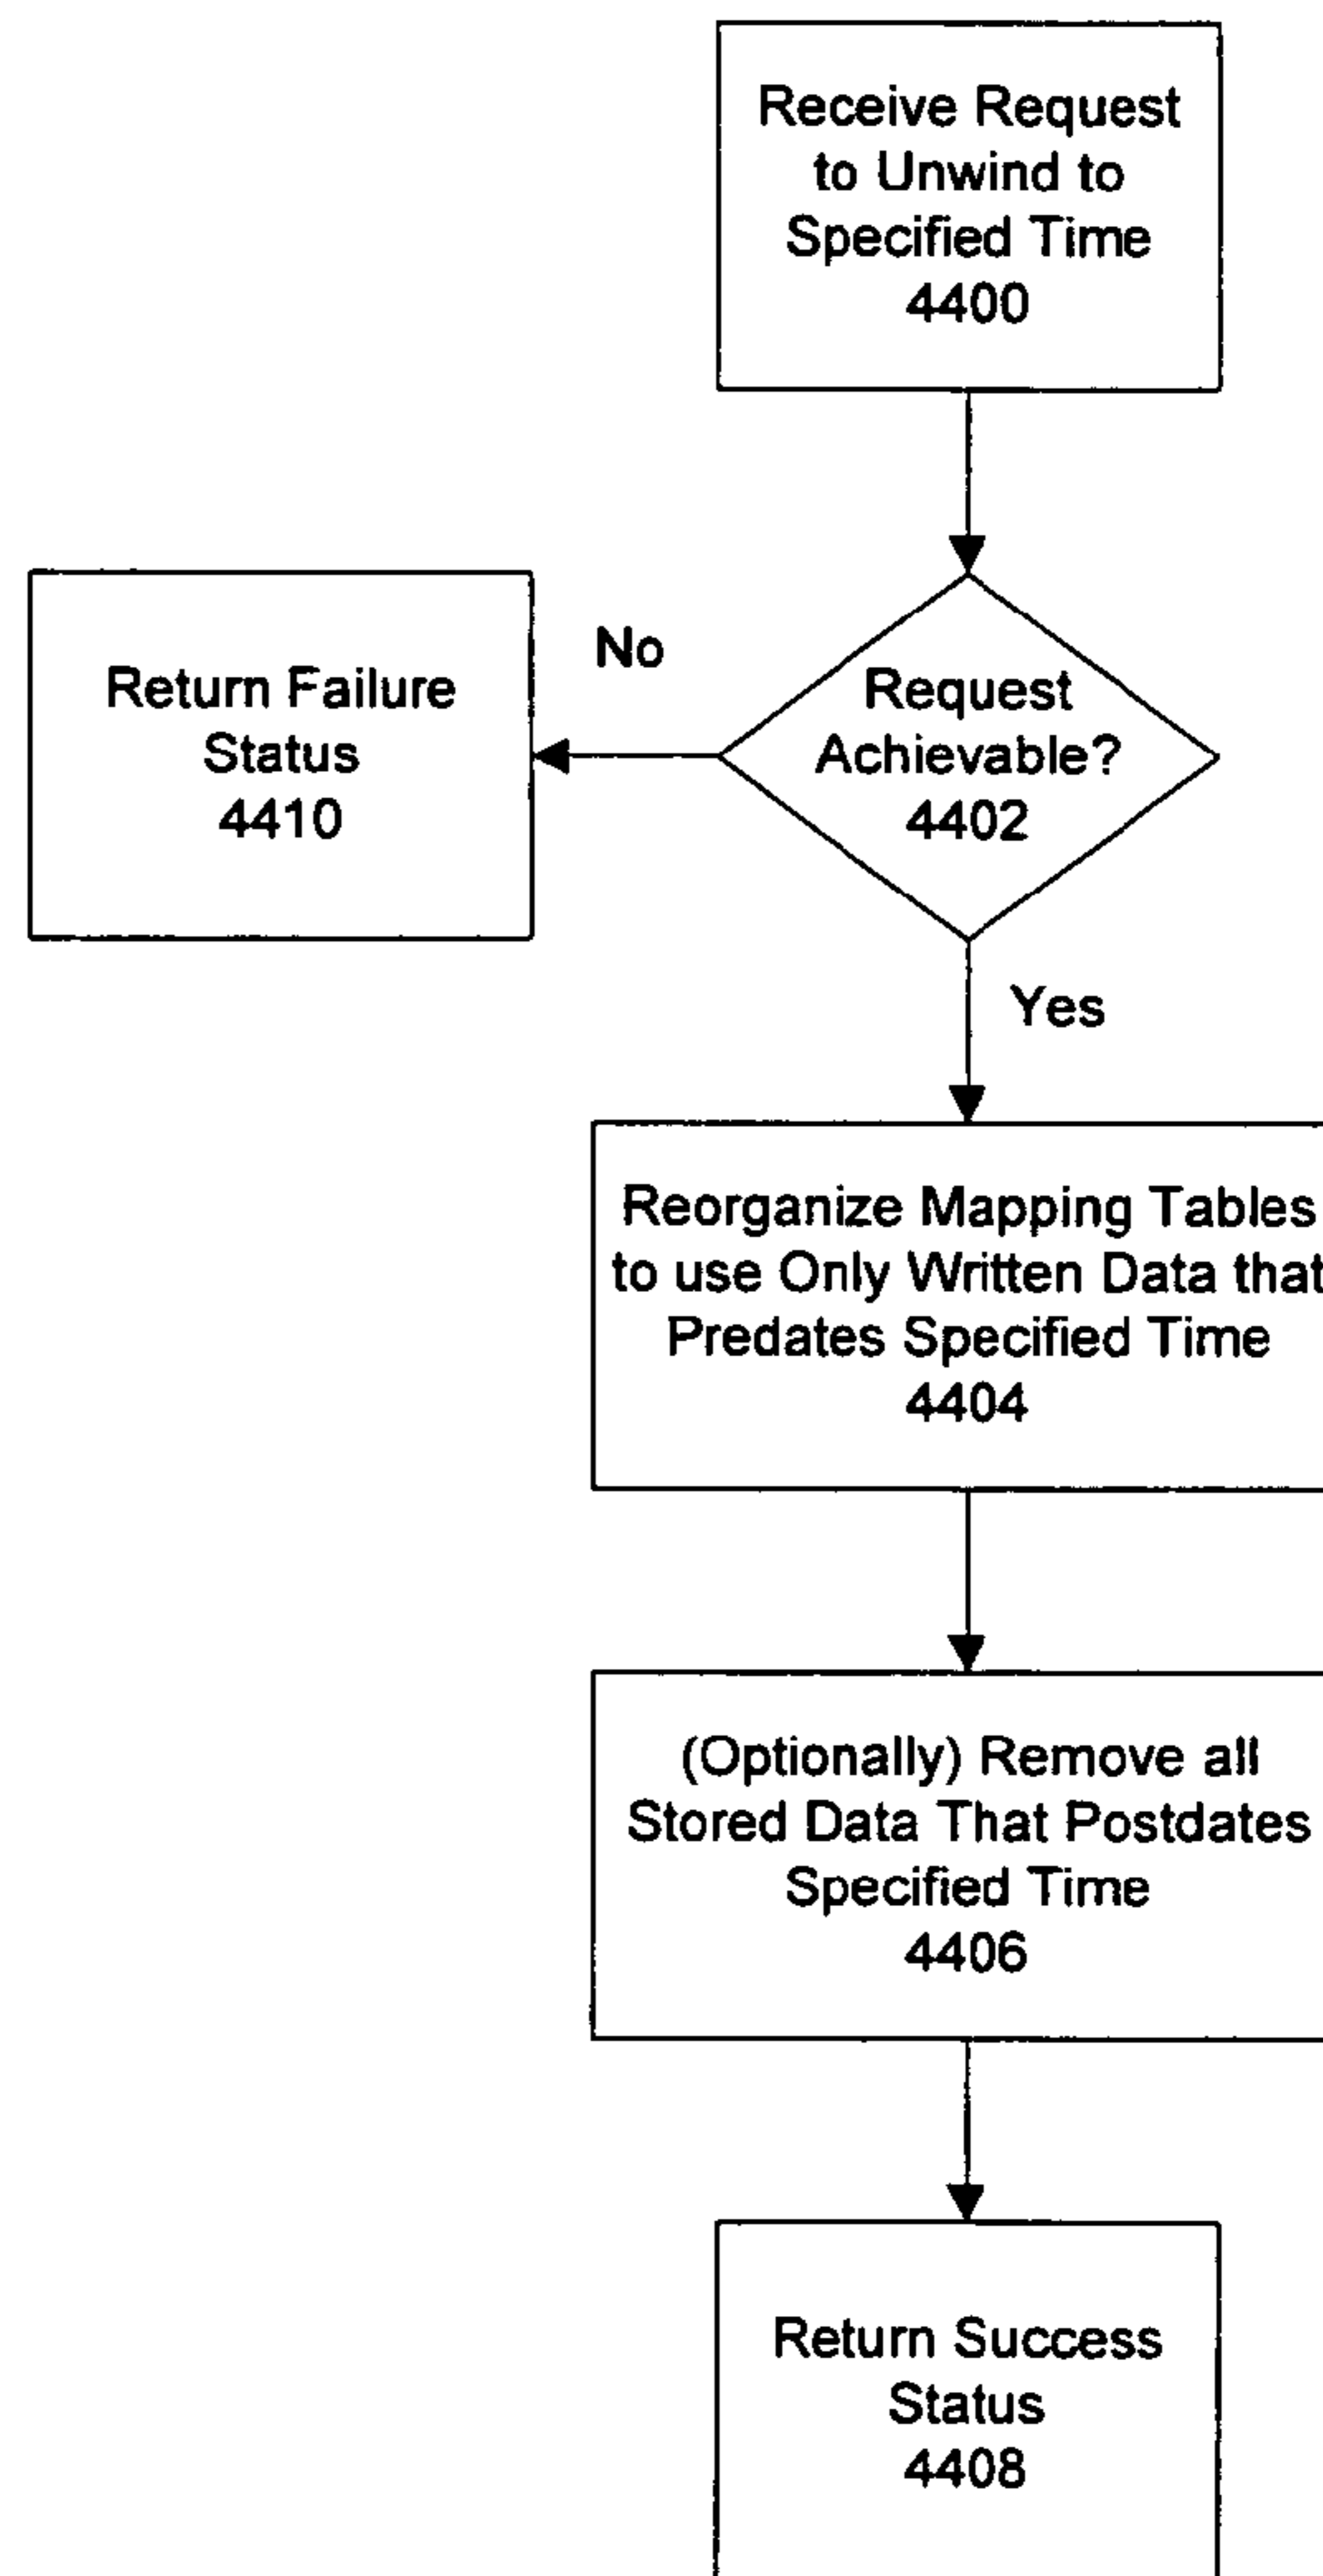 Receive Request
to Unwind to
Specified Time
4400
No
Return Failure
Status
4410
Request
Achievable?
4402
Yes
Reorganize Mapping Tables
to use Only Written Data that
Predates Specified Time
4404
(Optionally) Remove all
Stored Data That Postdates
Specified Time
4406
Return Success
Status
4408